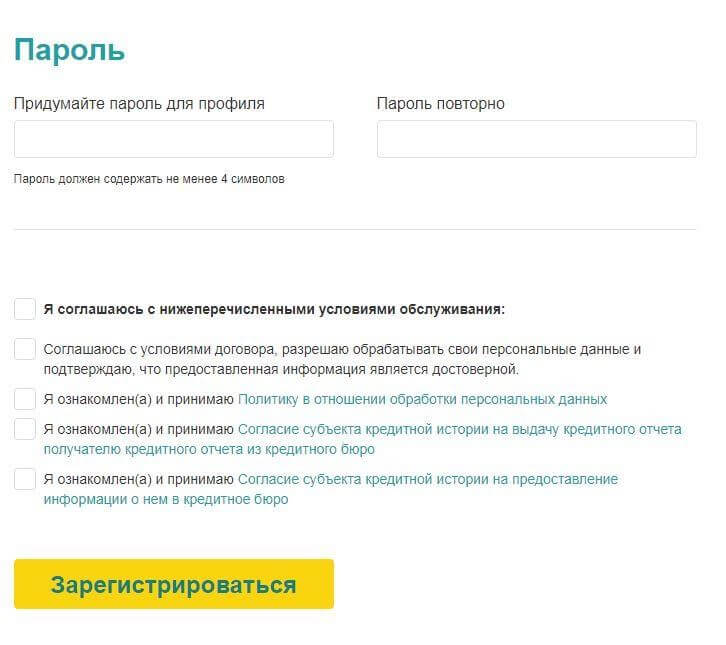 Пароль
Придумайте пароль для профиля
Пароль повторно
Пароль должен содержать не менее 4 символов
Я соглашаюсь с нижеперечисленными условиями обслуживания:
Соглашаюсь с условиями договора, разрешаю обрабатывать свои персональные данные и
подтверждаю, что предоставленная информация является достоверной.
Я ознакомлен(а) и принимаю Политику в отношении обработки персональных данных
Я ознакомлен(а) и принимаю Согласие субъекта кредитной истории на выдачу кредитного отчета
получателю кредитного отчета из кредитного бюро
Я ознакомлен(а) и принимаю Согласие субъекта кредитной истории на предоставление
информации о нем в кредитное бюро
Зарегистрироваться